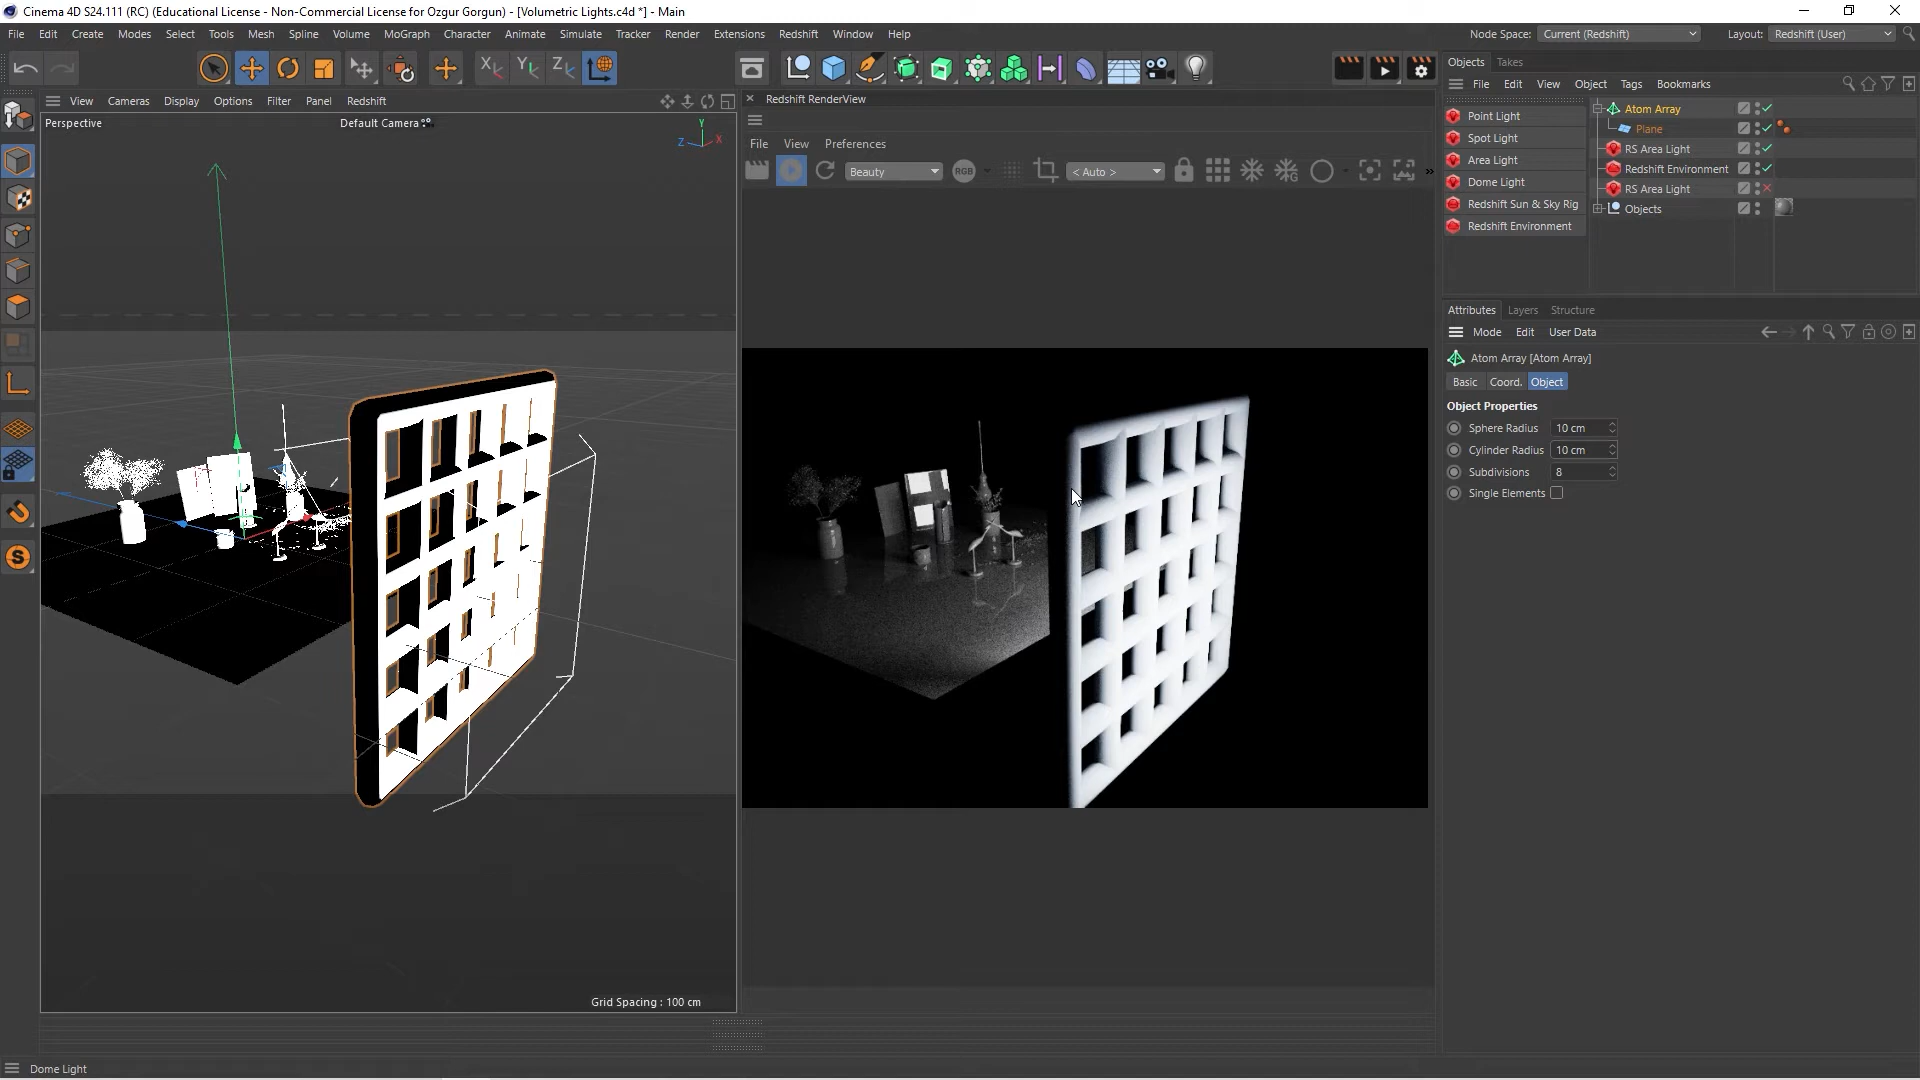 Cinema 4D S24.111 (RC) (Educational License - Non-Commercial License for Ozgur Gorgun) - [Volumetric Lights.c4d *] - Main
File Edit Create Modes Select Tools Mesh Spline Volume MoGraph Character Animate Simulate Tracker Render Extensions Redshift Window Help
Node Space: Current (Redshift) Layout: Redshift (User)
Objects Takes
File Edit View Object Tags Bookmarks
View Cameras Display Options Filter Panel Redshift
Redshift RenderView
Perspective
Default Camera
Y
Z
X
File View Preferences
Beauty
RGB
< Auto >
Point Light
Spot Light
Area Light
Dome Light
Redshift Sun & Sky Rig
Redshift Environment
Atom Array
Plane
RS Area Light
Redshift Environment
RS Area Light
Objects
Attributes Layers Structure
Mode Edit User Data
Atom Array [Atom Array]
Basic Coord. Object
Object Properties
Sphere Radius 10 cm
Cylinder Radius 10 cm
Subdivisions 8
Single Elements
Grid Spacing : 100 cm
Dome Light